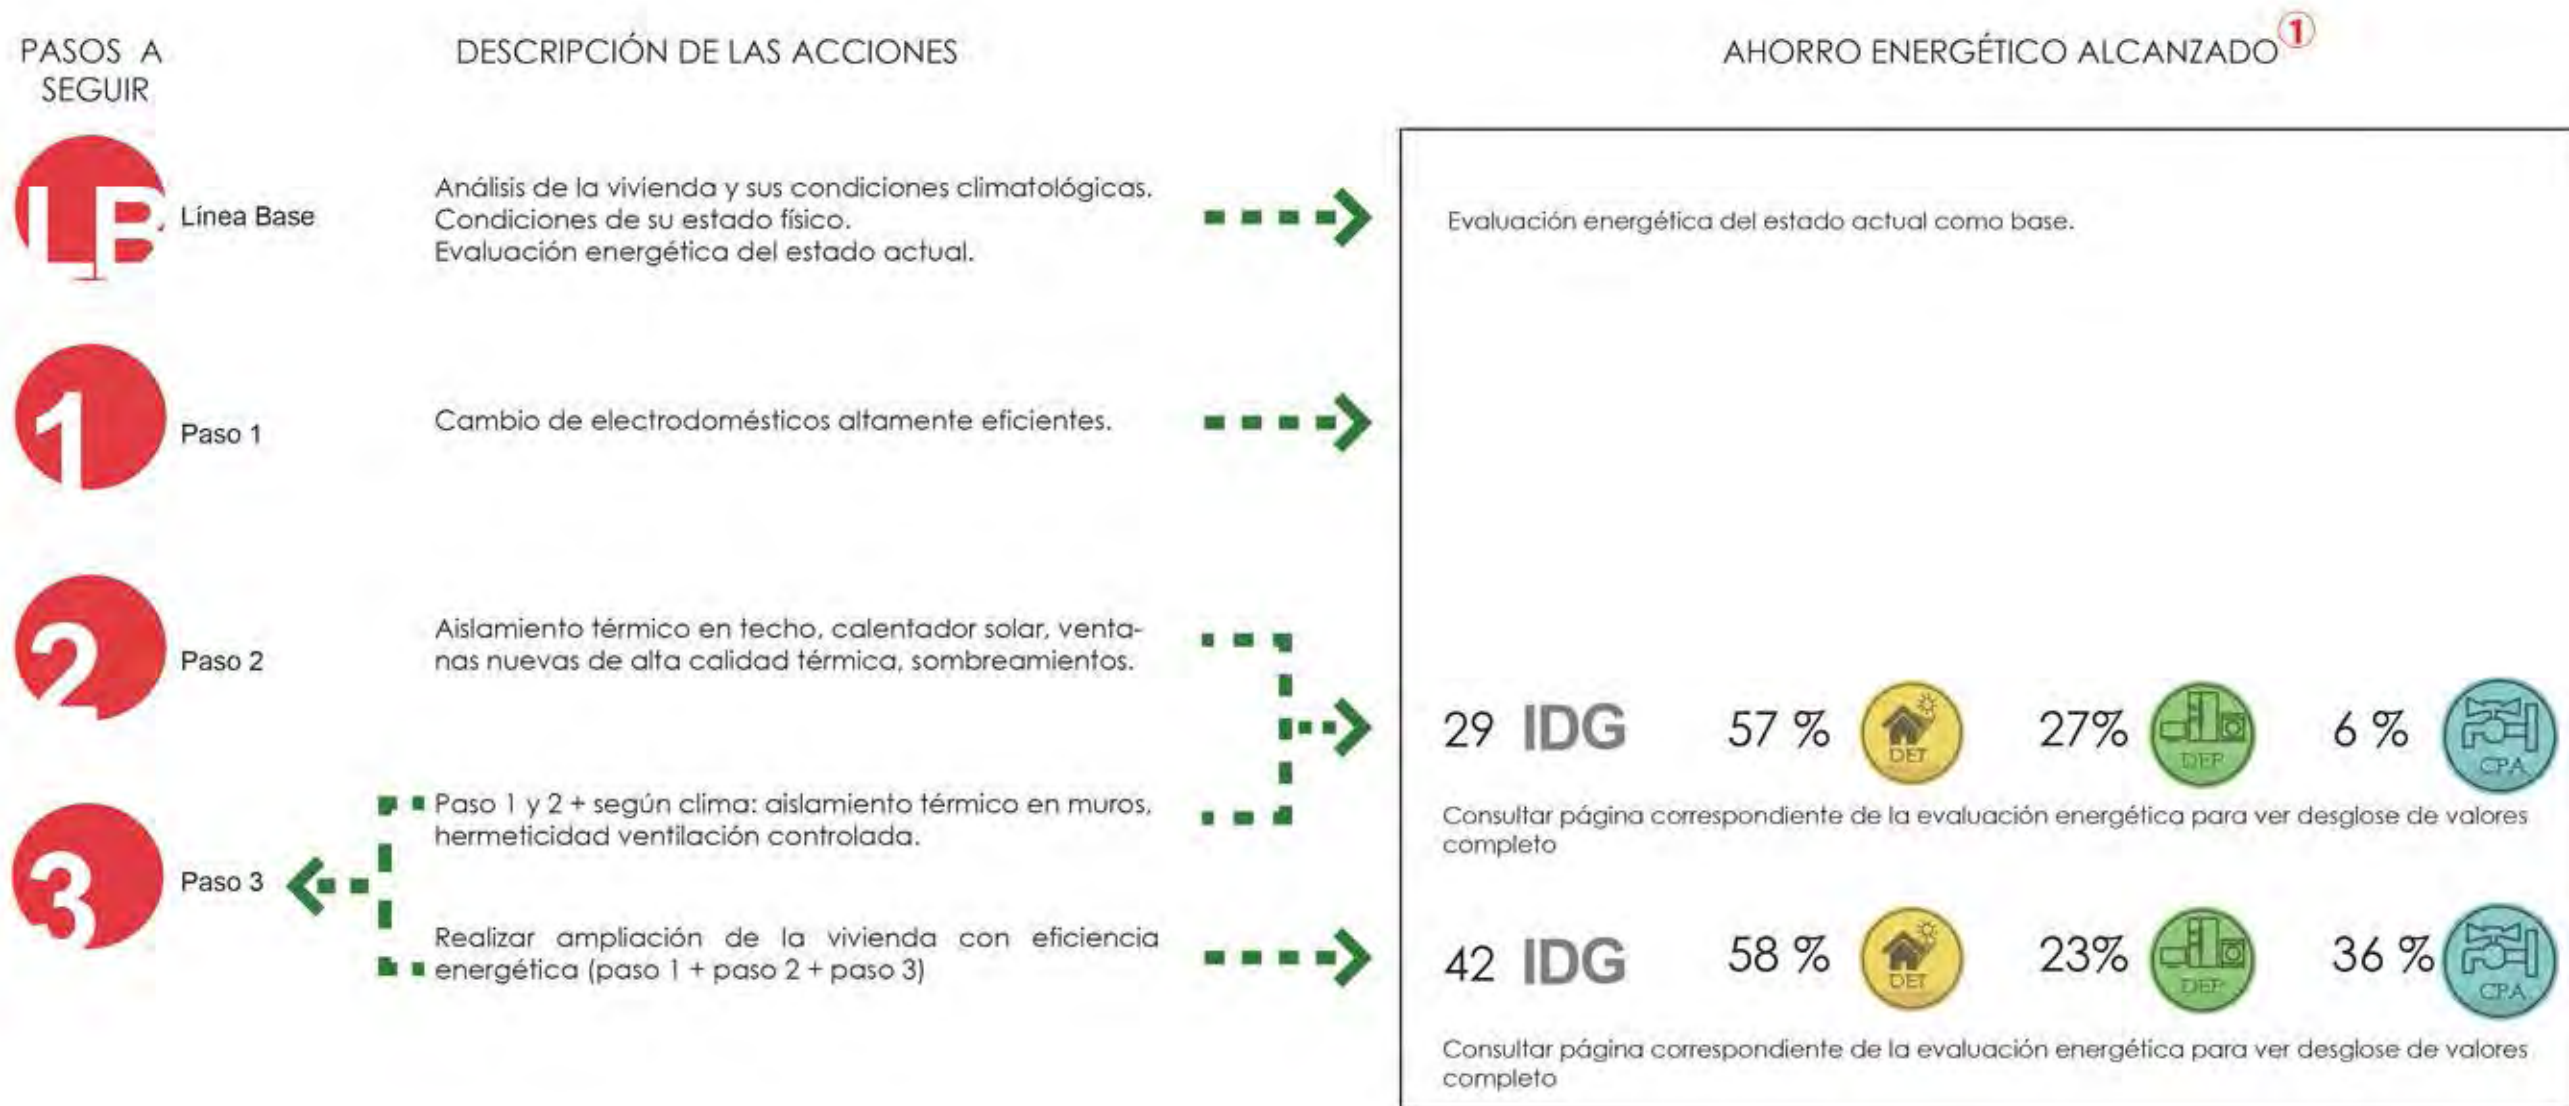 PASOS A
SEGUIR
DESCRIPCIÓN DE LAS ACCIONES
AHORRO ENERGÉTICO ALCANZADO ①
LB
Línea Base
Análisis de la vivienda y sus condiciones climatológicas.
Condiciones de su estado físico.
Evaluación energética del estado actual.
Evaluación energética del estado actual como base.
1
Paso 1
Cambio de electrodomésticos altamente eficientes.
2
Paso 2
Aislamiento térmico en techo, calentador solar, venta-
nas nuevas de alta calidad térmica, sombreamientos.
29 IDG 57 % DET 27% DEP 6 % CPA
Consultar página correspondiente de la evaluación energética para ver desglose de valores
completo
3
Paso 3
Paso 1 y 2 + según clima: aislamiento térmico en muros,
hermeticidad ventilación controlada.
Realizar ampliación de la vivienda con eficiencia
energética (paso 1 + paso 2 + paso 3)
42 IDG 58 % DET 23% DEP 36 % CPA
Consultar página correspondiente de la evaluación energética para ver desglose de valores
completo